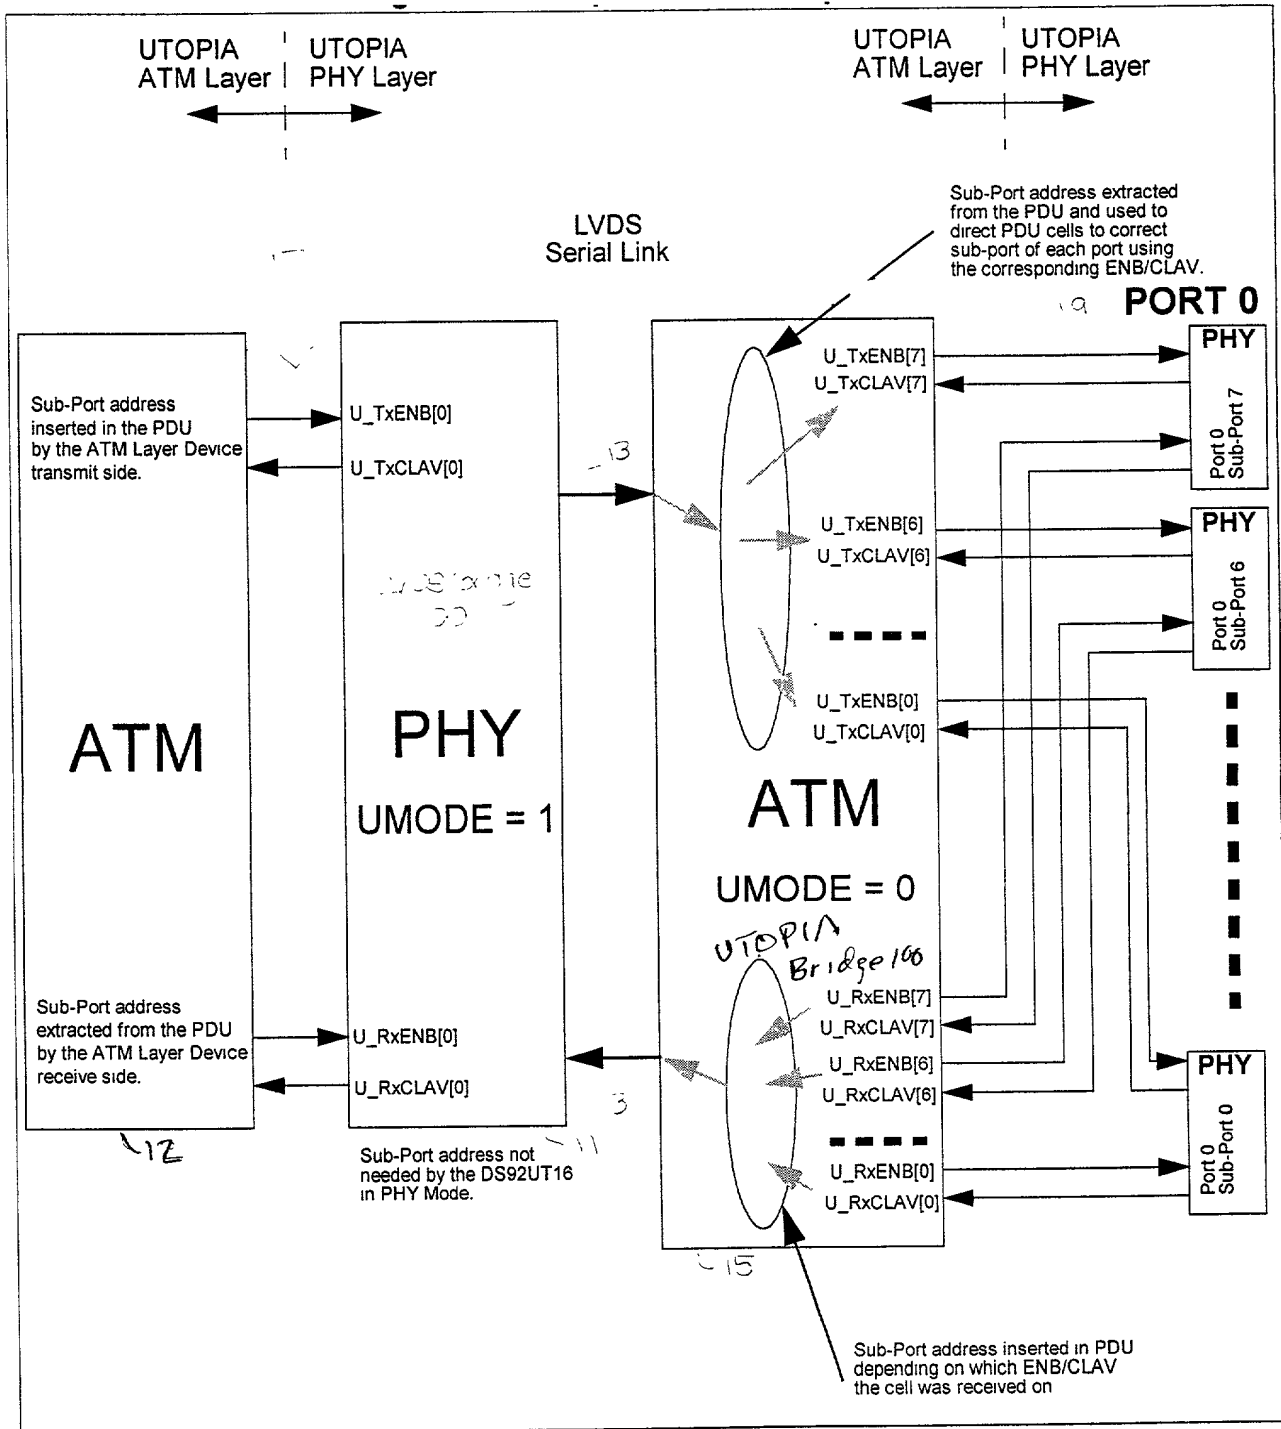 UTOPIA
ATM Layer
UTOPIA
PHY Layer
UTOPIA
ATM Layer
UTOPIA
PHY Layer
LVDS
Serial Link
Sub-Port address extracted
from the PDU and used to
direct PDU cells to correct
sub-port of each port using
the corresponding ENB/CLAV.
19
PORT 0
Sub-Port address
inserted in the PDU
by the ATM Layer Device
transmit side.
U_TxENB[0]
U_TxCLAV[0]
13
U_TxENB[7]
U_TxCLAV[7]
U_TxENB[6]
U_TxCLAV[6]
U_TxENB[0]
U_TxCLAV[0]
PHY
Port 0
Sub-Port 7
PHY
Port 0
Sub-Port 6
ATM
PHY
UMODE = 1
ATM
UMODE = 0
UTOPIA
Bridge 100
Sub-Port address
extracted from the PDU
by the ATM Layer Device
receive side.
U_RxENB[0]
U_RxCLAV[0]
3
U_RxENB[7]
U_RxCLAV[7]
U_RxENB[6]
U_RxCLAV[6]
U_RxENB[0]
U_RxCLAV[0]
PHY
Port 0
Sub-Port 0
12
11
Sub-Port address not
needed by the DS92UT16
in PHY Mode.
15
Sub-Port address inserted in PDU
depending on which ENB/CLAV
the cell was received on